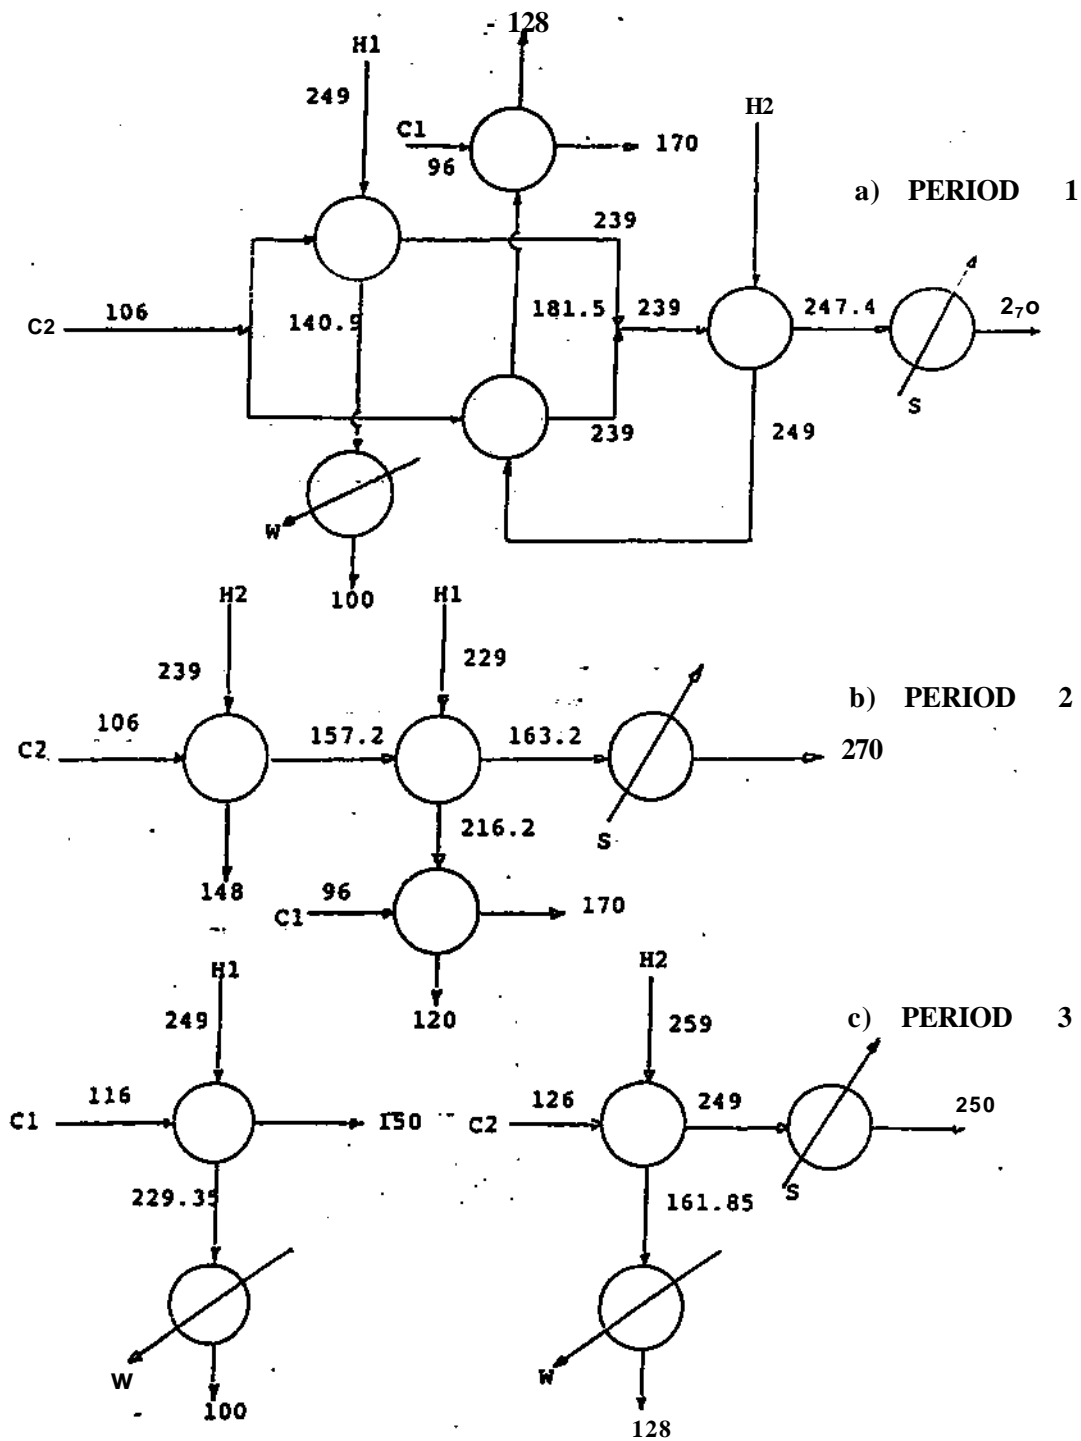 - 128
H1
249
H2
C1
96
170
a) PERIOD 1
239
106
C2
140.9
181.5
239
247.4
270
S
239
249
W
100
H2
H1
239
229
b) PERIOD 2
106
C2
157.2
163.2
270
216.2
S
148
96
C1
170
H1
120
H2
249
259
c) PERIOD 3
116
C1
150
126
C2
249
250
229.35
161.85
S
W
W
100
128